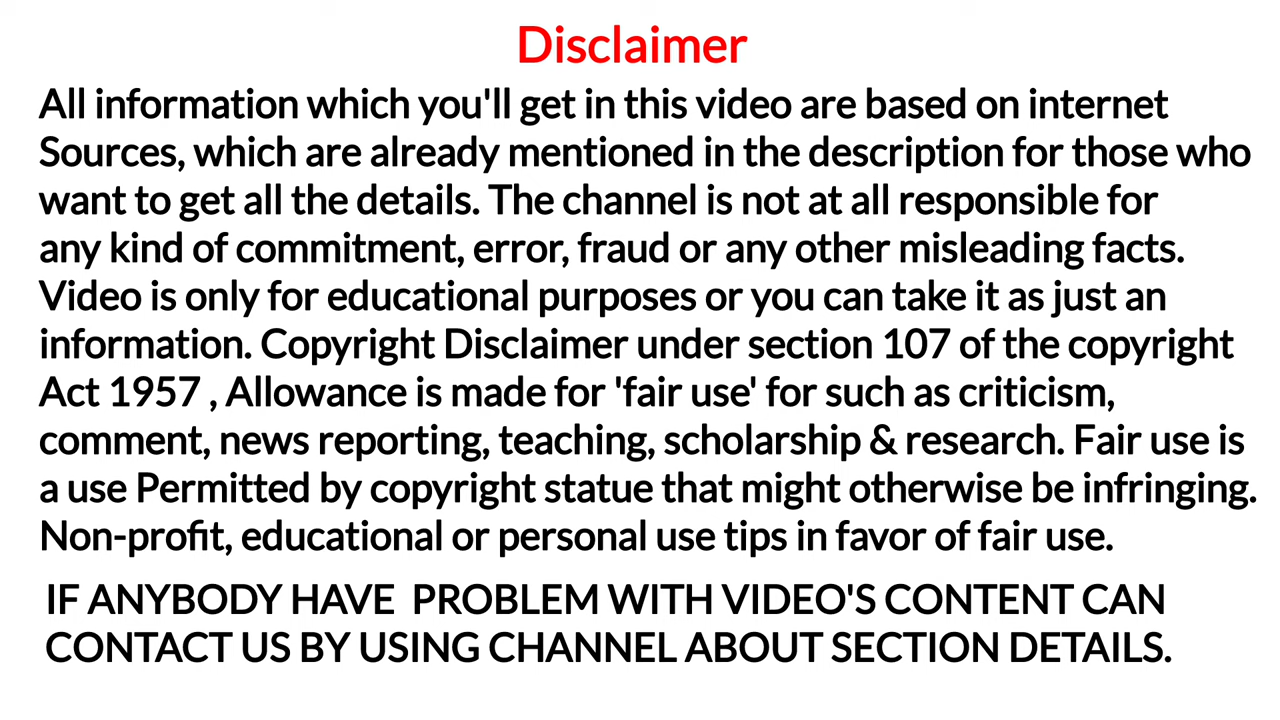 Disclaimer
All information which you'll get in this video are based on internet
Sources, which are already mentioned in the description for those who
want to get all the details. The channel is not at all responsible for
any kind of commitment, error, fraud or any other misleading facts.
Video is only for educational purposes or you can take it as just an
information. Copyright Disclaimer under section 107 of the copyright
Act 1957 , Allowance is made for 'fair use' for such as criticism,
comment, news reporting, teaching, scholarship & research. Fair use is
a use Permitted by copyright statue that might otherwise be infringing.
Non-profit, educational or personal use tips in favor of fair use.
IF ANYBODY HAVE  PROBLEM WITH VIDEO'S CONTENT CAN
CONTACT US BY USING CHANNEL ABOUT SECTION DETAILS.